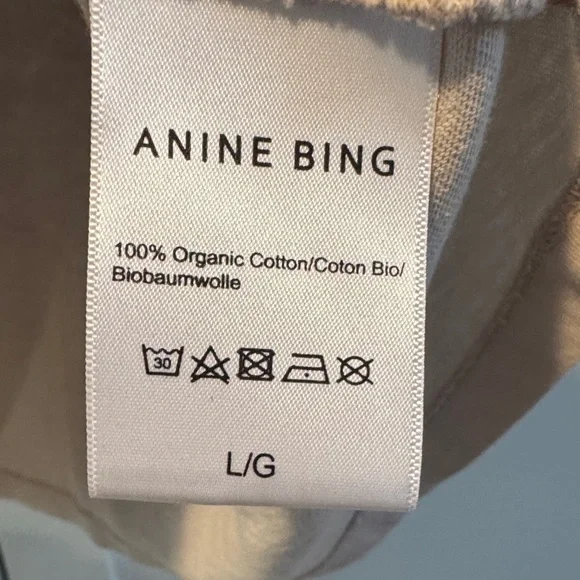 ANINE BING
100% Organic Cotton/Coton Bio/
Biobaumwolle
30
L/G